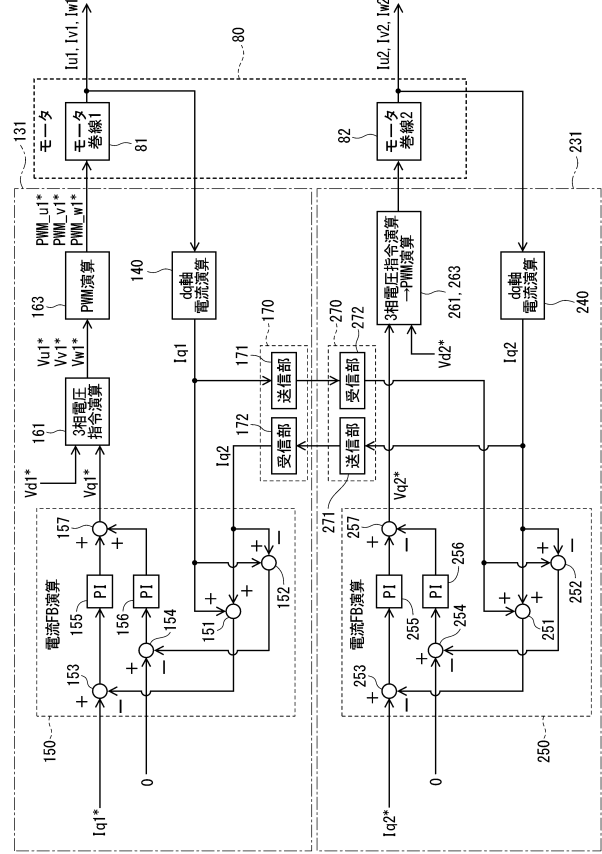 131
Iq1*
0
電流FB演算
150
153
154
155
PI
156
PI
157
151
152
+
−
+
−
+
+
+
+
+
−
Vd1*
Vq1*
161
3相電圧
指令演算
Vu1*
Vv1*
Vw1*
163
PWM演算
PWM_u1*
PWM_v1*
PWM_w1*
140
dq軸
電流演算
Iq1
Iq2
170
171
送信部
172
受信部
80
モータ
モータ
巻線1
81
Iu1, Iv1, Iw1
モータ
巻線2
82
Iu2, Iv2, Iw2
231
270
272
受信部
271
送信部
Iq2*
0
電流FB演算
250
253
254
PI
255
PI
256
257
251
252
+
−
+
−
+
−
+
+
+
−
Vq2*
Vd2*
3相電圧指令演算
→PWM演算
261, 263
dq軸
電流演算
240
Iq2